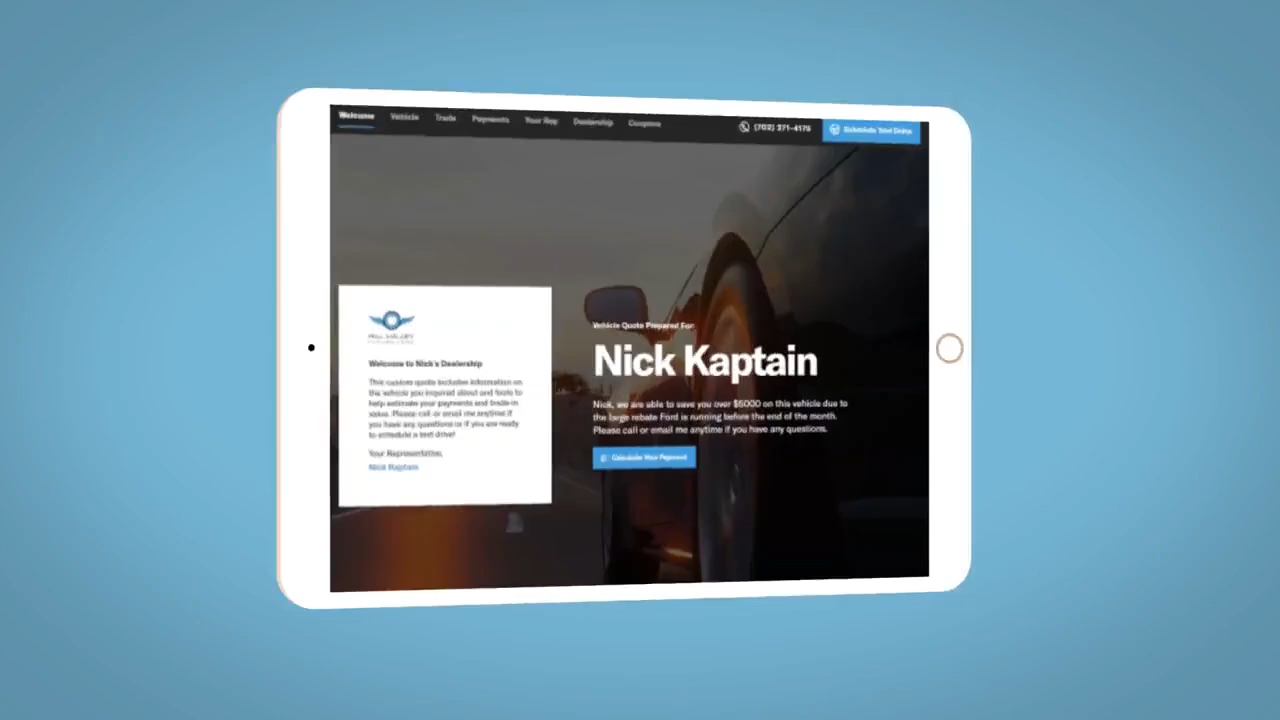 Welcome Vehicle Trade Payments Your Rep Dealership Coupons (702) 271-4175 Schedule Test Drive
Vehicle Quote Prepared For:
Nick Kaptain
Nick, we are able to save you over $5000 on this vehicle due to
the large rebate Ford is running before the end of the month.
Please call or email me anytime if you have any questions.
Calculate Your Payment
Welcome to Nick's Dealership
This custom quote includes information on
the vehicle you inquired about and tools to
help estimate your payments and trade-in
value. Please call or email me anytime if
you have any questions or if you are ready
to schedule a test drive!
Your Representative,
Nick Kaptain